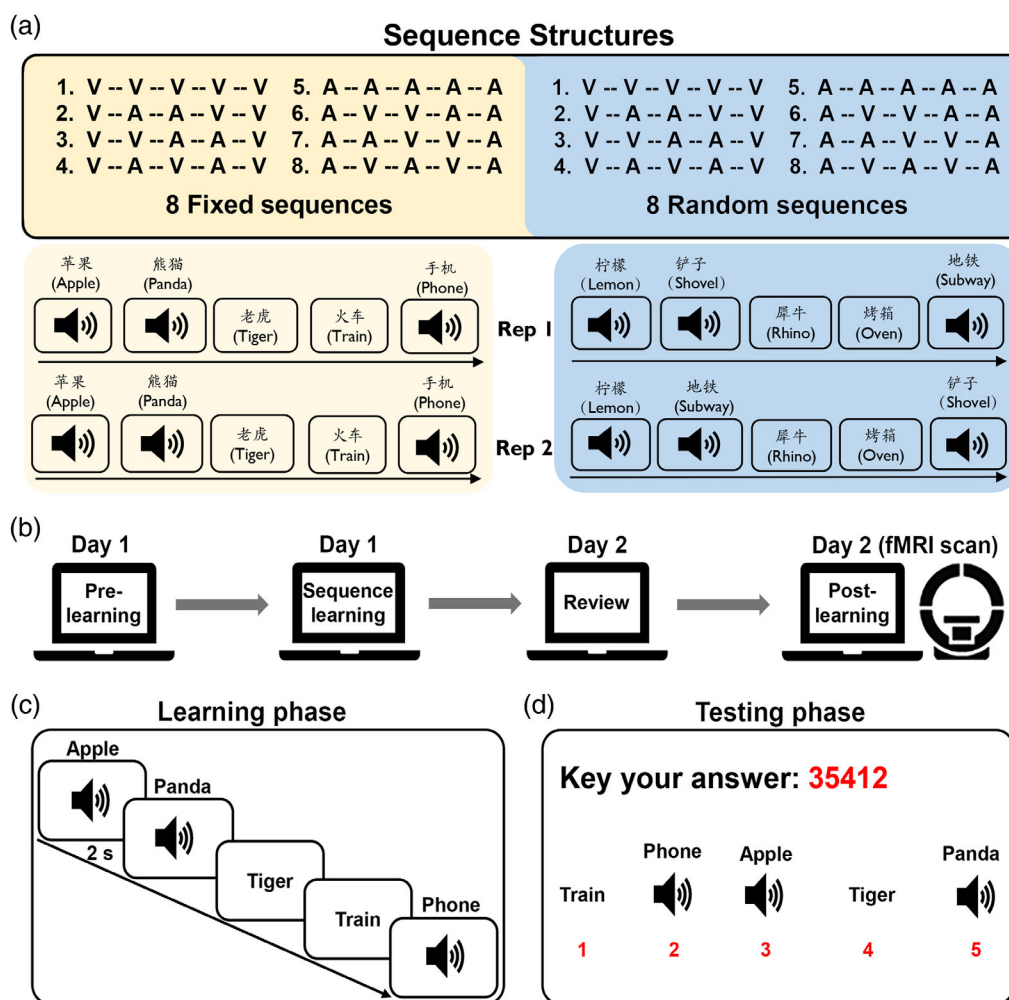 (a)
Sequence Structures
1. V -- V -- V -- V -- V
2. V -- A -- A -- V -- V
3. V -- V -- A -- A -- V
4. V -- A -- V -- A -- V
5. A -- A -- A -- A -- A
6. A -- V -- V -- A -- A
7. A -- A -- V -- V -- A
8. A -- V -- A -- V -- A
8 Fixed sequences
1. V -- V -- V -- V -- V
2. V -- A -- A -- V -- V
3. V -- V -- A -- A -- V
4. V -- A -- V -- A -- V
5. A -- A -- A -- A -- A
6. A -- V -- V -- A -- A
7. A -- A -- V -- V -- A
8. A -- V -- A -- V -- A
8 Random sequences
苹果
(Apple)
熊猫
(Panda)
老虎
(Tiger)
火车
(Train)
手机
(Phone)
Rep 1
柠檬
(Lemon)
铲子
(Shovel)
犀牛
(Rhino)
烤箱
(Oven)
地铁
(Subway)
苹果
(Apple)
熊猫
(Panda)
老虎
(Tiger)
火车
(Train)
手机
(Phone)
Rep 2
柠檬
(Lemon)
地铁
(Subway)
犀牛
(Rhino)
烤箱
(Oven)
铲子
（Shovel）
(b)
Day 1
Pre-
learning
Day 1
Sequence
learning
Day 2
Review
Day 2 (fMRI scan)
Post-
learning
(c)
Learning phase
Apple
Panda
2 s
Tiger
Train
Phone
(d)
Testing phase
Key your answer: 35412
Train Phone Apple Tiger Panda
1 2 3 4 5